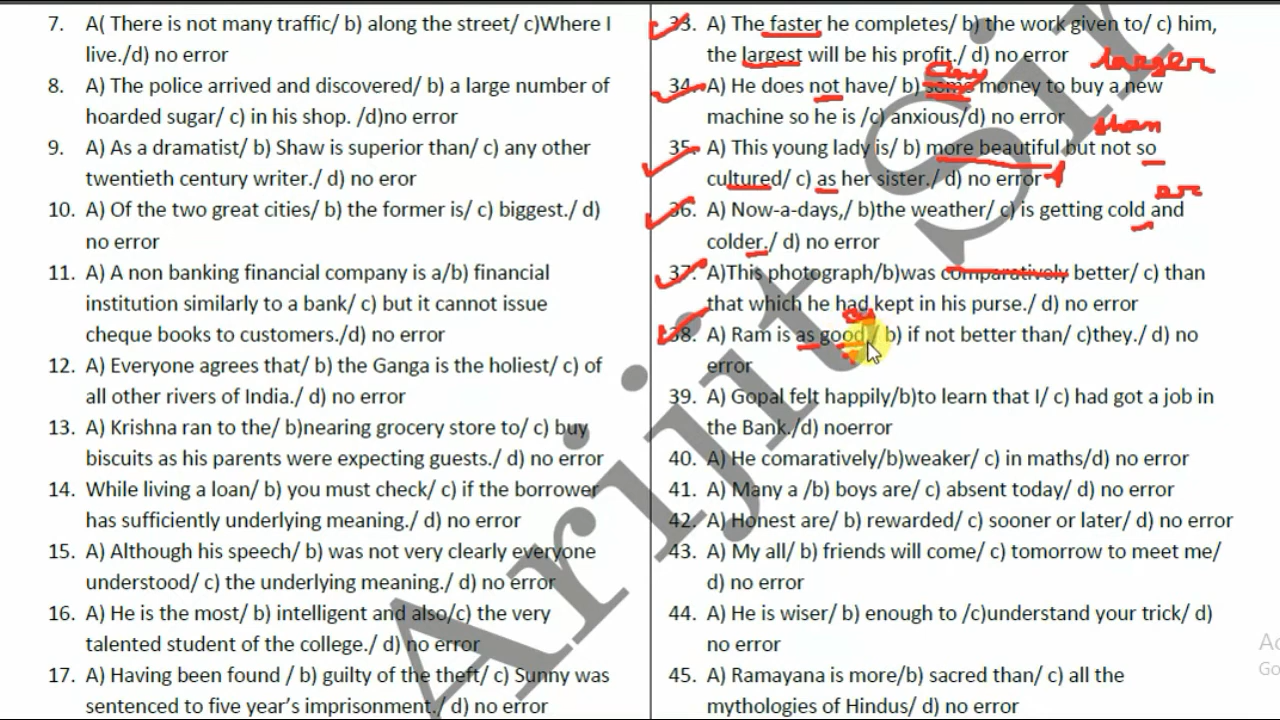 7. A( There is not many traffic/ b) along the street/ c)Where I
live./d) no error
8. A) The police arrived and discovered/ b) a large number of
hoarded sugar/ c) in his shop. /d)no error
9. A) As a dramatist/ b) Shaw is superior than/ c) any other
twentieth century writer./ d) no eror
10. A) Of the two great cities/ b) the former is/ c) biggest./ d)
no error
11. A) A non banking financial company is a/b) financial
institution similarly to a bank/ c) but it cannot issue
cheque books to customers./d) no error
12. A) Everyone agrees that/ b) the Ganga is the holiest/ c) of
all other rivers of India./ d) no error
13. A) Krishna ran to the/ b)nearing grocery store to/ c) buy
biscuits as his parents were expecting guests./ d) no error
14. While living a loan/ b) you must check/ c) if the borrower
has sufficiently underlying meaning./ d) no error
15. A) Although his speech/ b) was not very clearly everyone
understood/ c) the underlying meaning./ d) no error
16. A) He is the most/ b) intelligent and also/c) the very
talented student of the college./ d) no error
17. A) Having been found / b) guilty of the theft/ c) Sunny was
sentenced to five year's imprisonment./ d) no error
33. A) The faster he completes/ b) the work given to/ c) him,
the largest will be his profit./ d) no error larger
any
34. A) He does not have/ b) some money to buy a new
machine so he is /c) anxious/d) no error
than
35. A) This young lady is/ b) more beautiful but not so
cultured/ c) as her sister./ d) no error
er
36. A) Now-a-days,/ b)the weather/ c) is getting cold and
colder./ d) no error
37. A)This photograph/b)was comparatively better/ c) than
that which he had kept in his purse./ d) no error
as
38. A) Ram is as good/ b) if not better than/ c)they./ d) no
error
39. A) Gopal felt happily/b)to learn that I/ c) had got a job in
the Bank./d) noerror
40. A) He comaratively/b)weaker/ c) in maths/d) no error
41. A) Many a /b) boys are/ c) absent today/ d) no error
42. A) Honest are/ b) rewarded/ c) sooner or later/ d) no error
43. A) My all/ b) friends will come/ c) tomorrow to meet me/
d) no error
44. A) He is wiser/ b) enough to /c)understand your trick/ d)
no error
45. A) Ramayana is more/b) sacred than/ c) all the
mythologies of Hindus/ d) no error
Arijit Sir